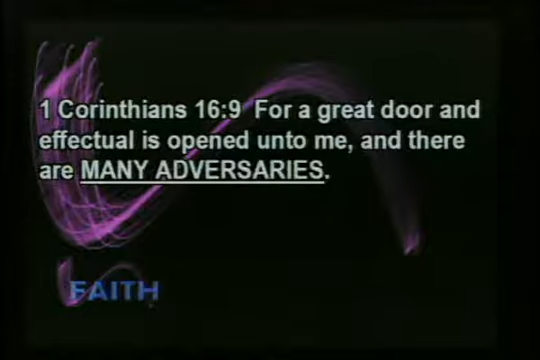 1 Corinthians 16:9 For a great door and
effectual is opened unto me, and there
are MANY ADVERSARIES.
FAITH